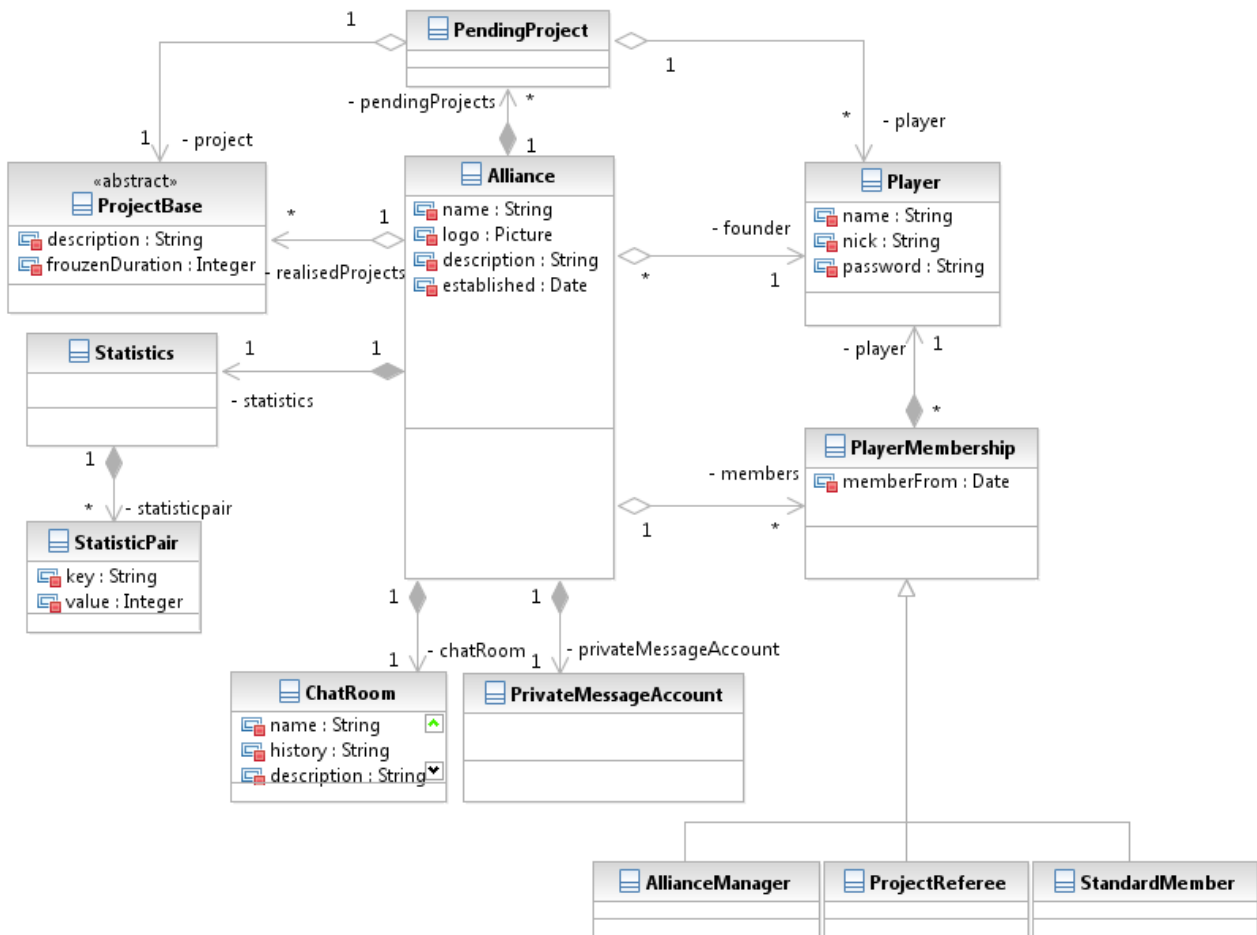 1
PendingProject
1
- pendingProjects
*
1
1
- project
*
- player
«abstract»
ProjectBase
description : String
frouzenDuration : Integer
*
1
- realisedProjects
Alliance
name : String
logo : Picture
description : String
established : Date
- founder
*
1
Player
name : String
nick : String
password : String
Statistics
1
1
- statistics
- player
1
*
1
*
- statisticpair
StatisticPair
key : String
value : Integer
- members
1
*
PlayerMembership
memberFrom : Date
1
1
- chatRoom
1
1
- privateMessageAccount
ChatRoom
name : String
history : String
description : String
PrivateMessageAccount
AllianceManager
ProjectReferee
StandardMember